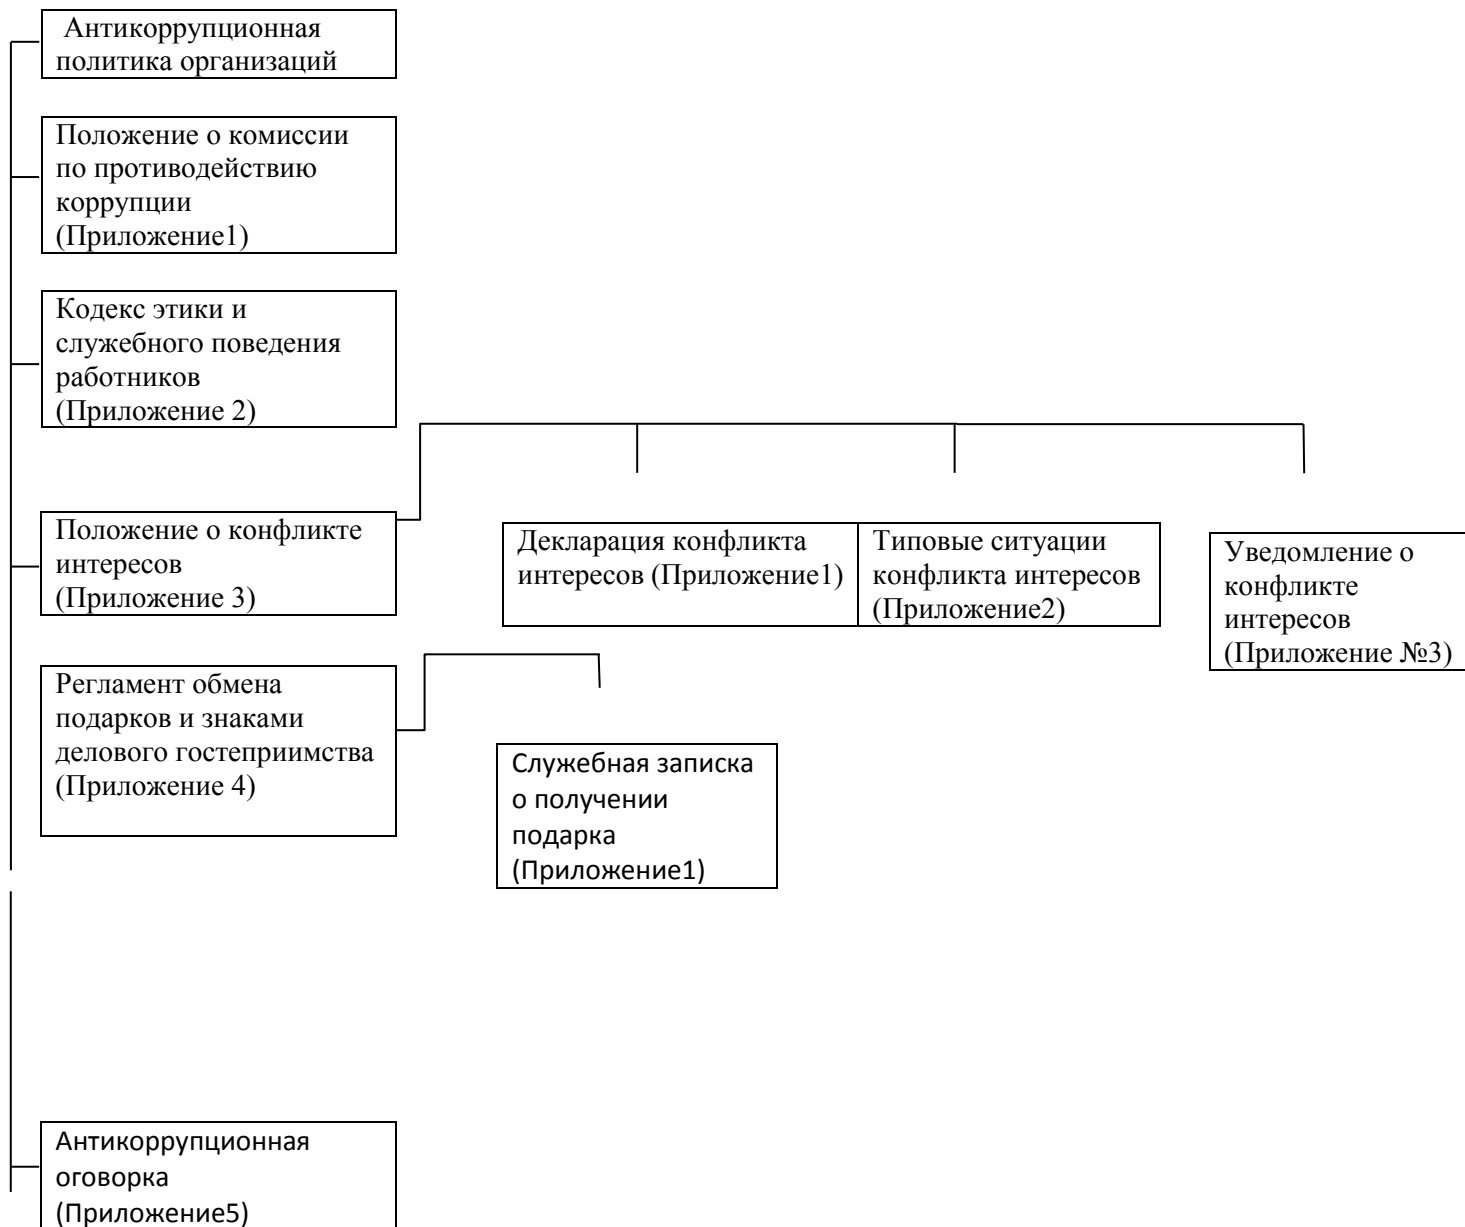 Антикоррупционная
политика организаций
Положение о комиссии
по противодействию
коррупции
(Приложение1)
Кодекс этики и
служебного поведения
работников
(Приложение 2)
Положение о конфликте
интересов
(Приложение 3)
Декларация конфликта
интересов (Приложение1)
Типовые ситуации
конфликта интересов
(Приложение2)
Уведомление о
конфликте
интересов
(Приложение №3)
Регламент обмена
подарков и знаками
делового гостеприимства
(Приложение 4)
Служебная записка
о получении
подарка
(Приложение1)
Антикоррупционная
оговорка
(Приложение5)